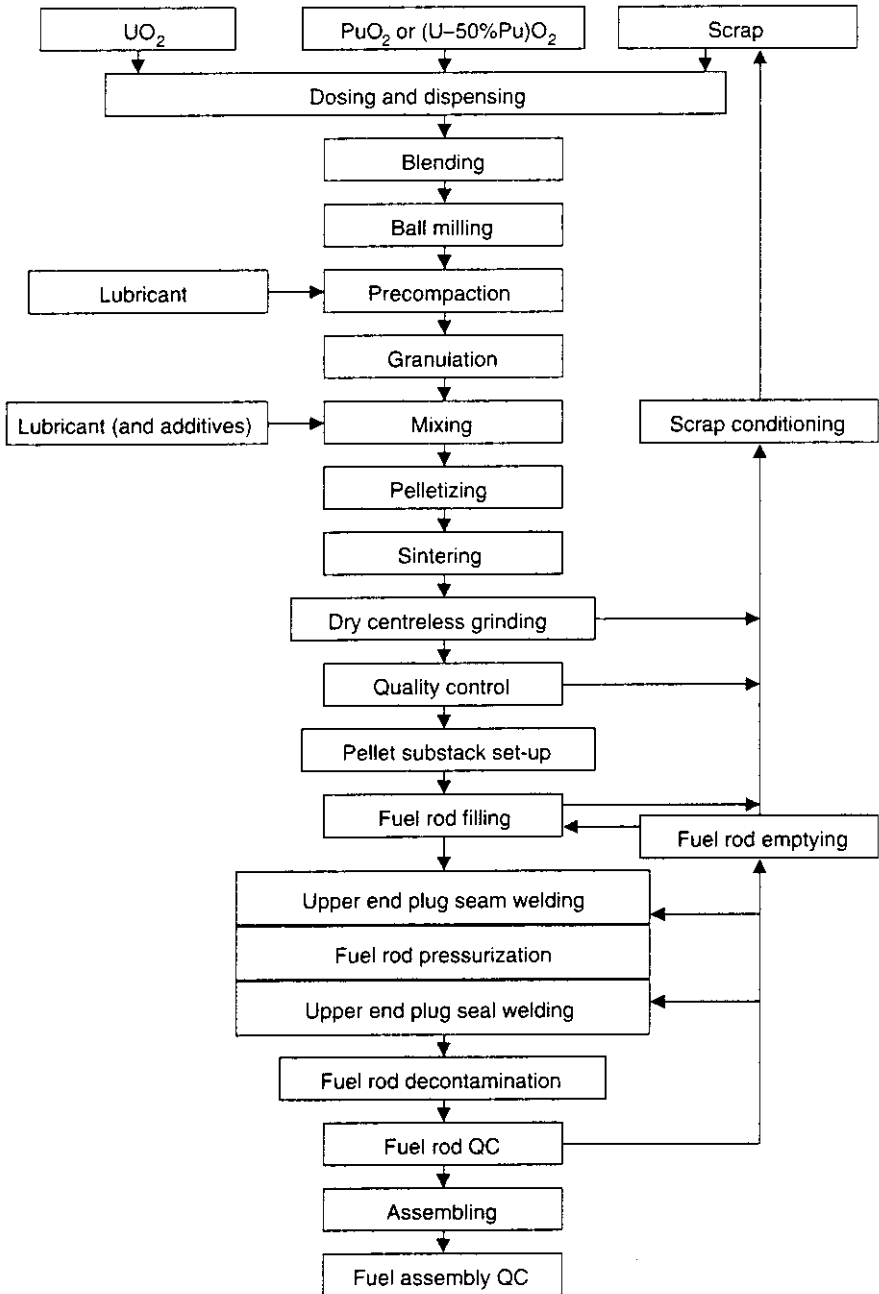 UO₂
PuO₂ or (U–50%Pu)O₂
Scrap
Dosing and dispensing
Blending
Ball milling
Lubricant
Precompaction
Granulation
Lubricant (and additives)
Mixing
Scrap conditioning
Pelletizing
Sintering
Dry centreless grinding
Quality control
Pellet substack set-up
Fuel rod filling
Fuel rod emptying
Upper end plug seam welding
Fuel rod pressurization
Upper end plug seal welding
Fuel rod decontamination
Fuel rod QC
Assembling
Fuel assembly QC